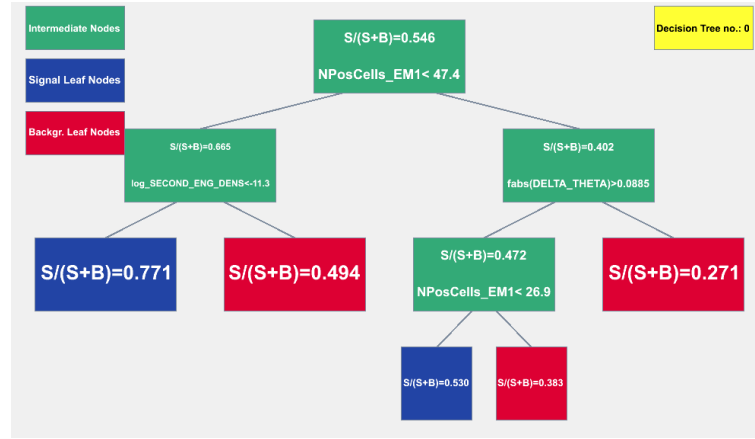 Intermediate Nodes
Signal Leaf Nodes
Backgr. Leaf Nodes
Decision Tree no.: 0
S/(S+B)=0.546
NPosCells_EM1< 47.4
S/(S+B)=0.665
log_SECOND_ENG_DENS<-11.3
S/(S+B)=0.402
fabs(DELTA_THETA)>0.0885
S/(S+B)=0.771
S/(S+B)=0.494
S/(S+B)=0.472
NPosCells_EM1< 26.9
S/(S+B)=0.271
S/(S+B)=0.530
S/(S+B)=0.383